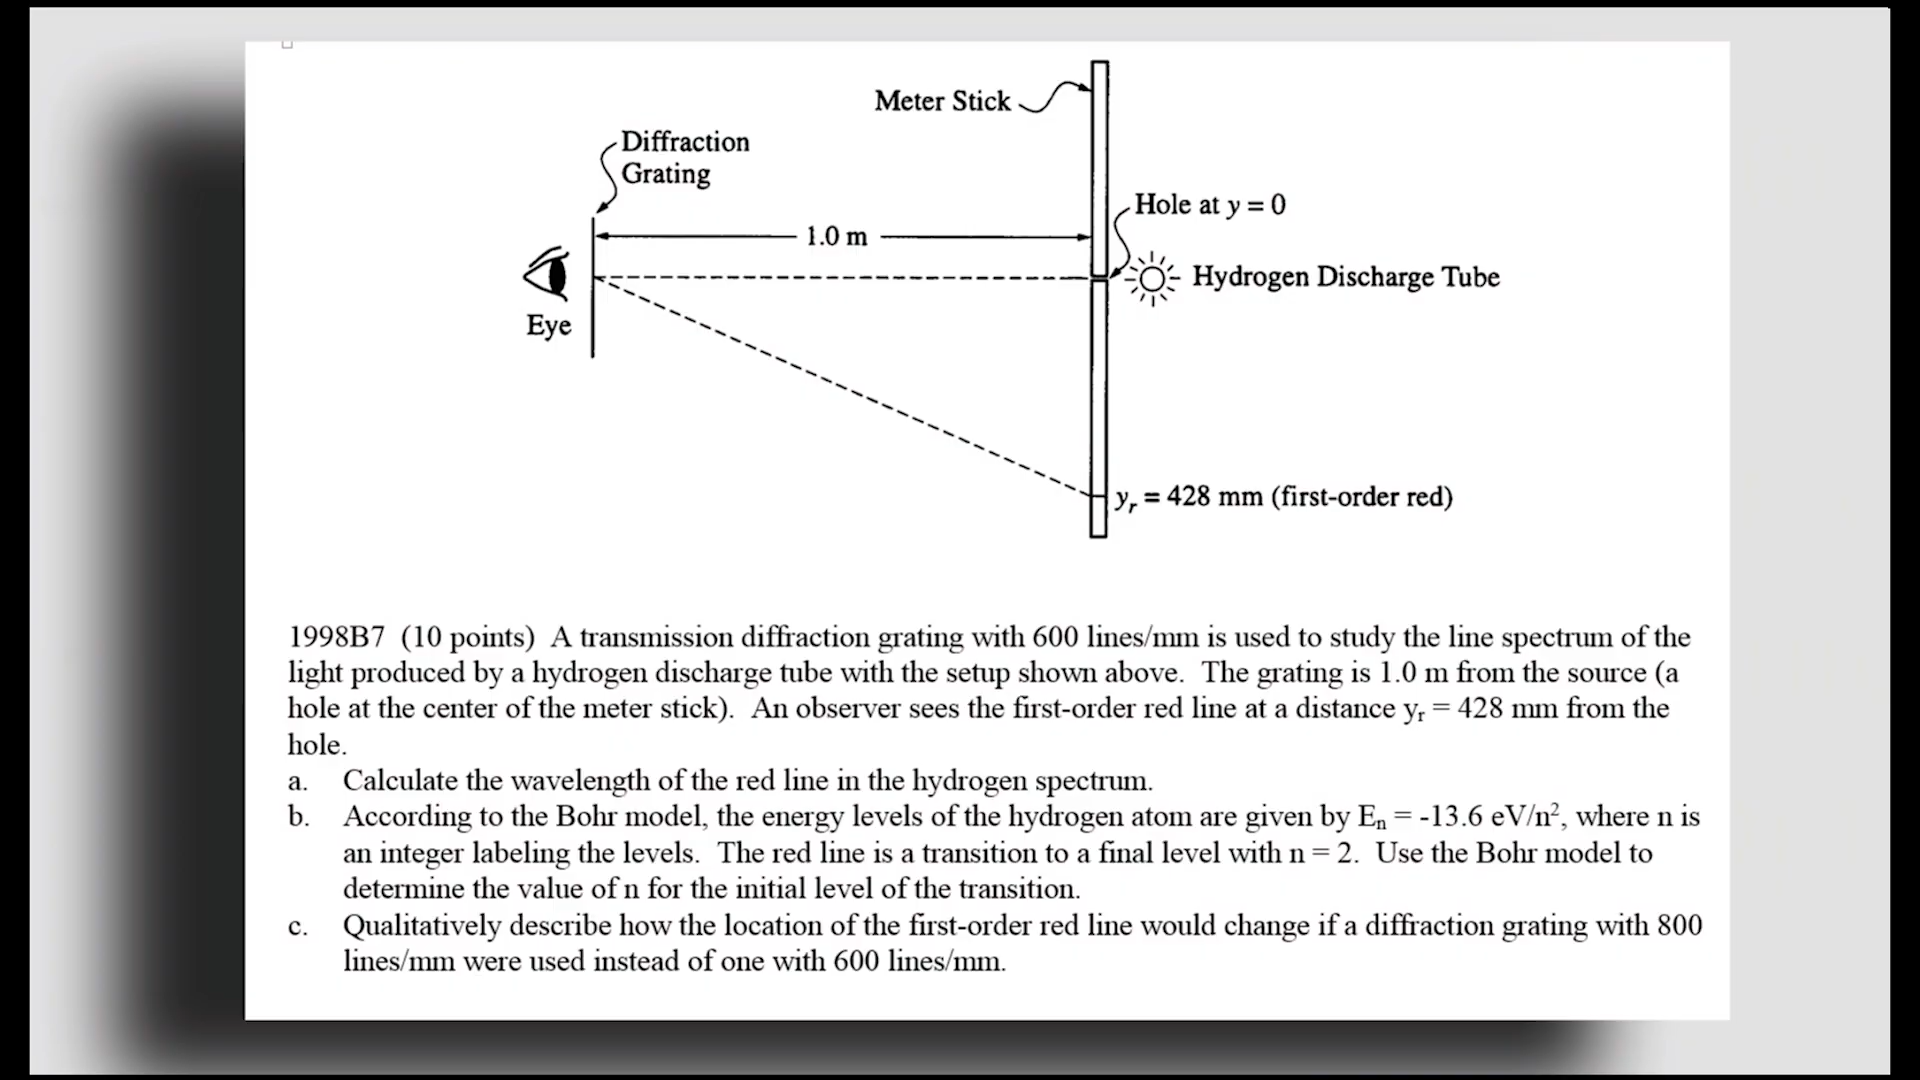 Meter Stick
Diffraction
Grating
Hole at y = 0
1.0 m
Hydrogen Discharge Tube
Eye
yᵣ = 428 mm (first-order red)
1998B7 (10 points) A transmission diffraction grating with 600 lines/mm is used to study the line spectrum of the
light produced by a hydrogen discharge tube with the setup shown above. The grating is 1.0 m from the source (a
hole at the center of the meter stick). An observer sees the first-order red line at a distance yᵣ = 428 mm from the
hole.
a. Calculate the wavelength of the red line in the hydrogen spectrum.
b. According to the Bohr model, the energy levels of the hydrogen atom are given by Eₙ = -13.6 eV/n², where n is
an integer labeling the levels. The red line is a transition to a final level with n = 2. Use the Bohr model to
determine the value of n for the initial level of the transition.
c. Qualitatively describe how the location of the first-order red line would change if a diffraction grating with 800
lines/mm were used instead of one with 600 lines/mm.